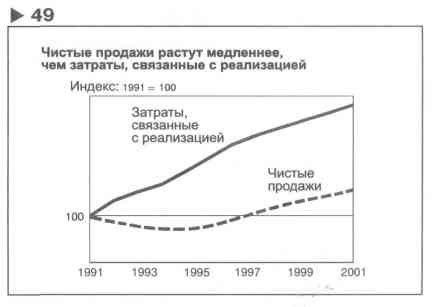 ▶ 49
Чистые продажи растут медленнее,
чем затраты, связанные с реализацией
Индекс: 1991 = 100
Затраты,
связанные
с реализацией
Чистые
продажи
100
1991 1993 1995 1997 1999 2001